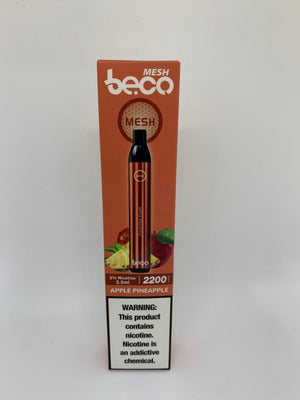 MESH
beco
MESH
beco
5% Nicotine
5.5ml
2200
APPLE PINEAPPLE
WARNING:
This product
contains
nicotine.
Nicotine is
an addictive
chemical.